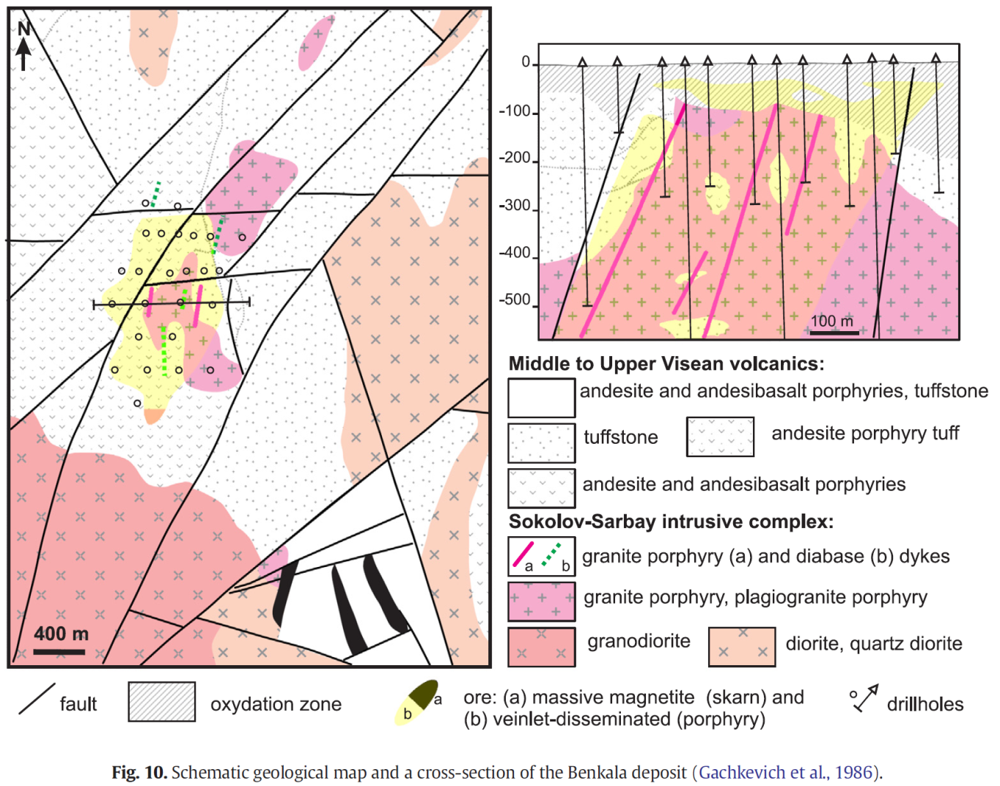 N
400 m
0
-100
-200
-300
-400
-500
100 m
Middle to Upper Visean volcanics:
andesite and andesibasalt porphyries, tuffstone
tuffstone
andesite porphyry tuff
andesite and andesibasalt porphyries
Sokolov-Sarbay intrusive complex:
a b granite porphyry (a) and diabase (b) dykes
granite porphyry, plagiogranite porphyry
granodiorite
diorite, quartz diorite
fault
oxydation zone
b a
ore: (a) massive magnetite (skarn) and
(b) veinlet-disseminated (porphyry)
drillholes
Fig. 10. Schematic geological map and a cross-section of the Benkala deposit (Gachkevich et al., 1986).